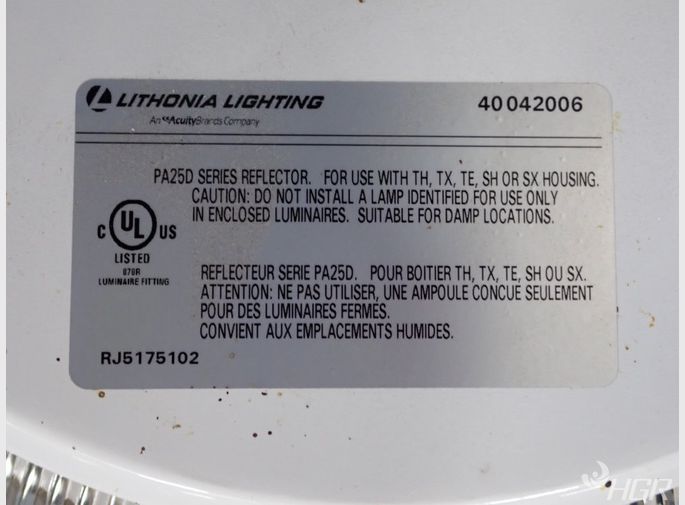 LITHONIA LIGHTING 40042006
An AcuityBrands Company
PA25D SERIES REFLECTOR. FOR USE WITH TH, TX, TE, SH OR SX HOUSING.
CAUTION: DO NOT INSTALL A LAMP IDENTIFIED FOR USE ONLY
IN ENCLOSED LUMINAIRES. SUITABLE FOR DAMP LOCATIONS.
C UL US
LISTED
878R
LUMINAIRE FITTING
REFLECTEUR SERIE PA25D. POUR BOITIER TH, TX, TE, SH OU SX.
ATTENTION: NE PAS UTILISER, UNE AMPOULE CONCUE SEULEMENT
POUR DES LUMINAIRES FERMES.
CONVIENT AUX EMPLACEMENTS HUMIDES.
RJ5175102
HGR